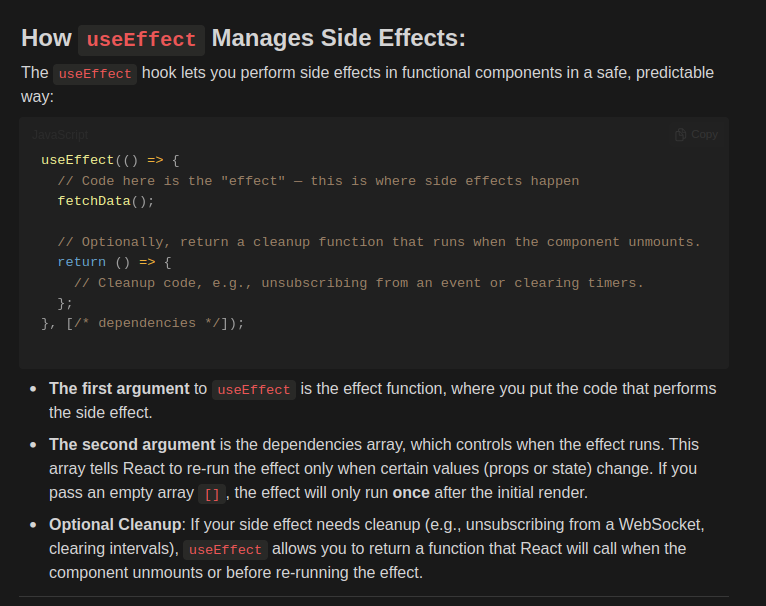 How useEffect Manages Side Effects:
The useEffect hook lets you perform side effects in functional components in a safe, predictable
way:
JavaScript
Copy
useEffect(() => {
  // Code here is the "effect" — this is where side effects happen
  fetchData();
  // Optionally, return a cleanup function that runs when the component unmounts.
  return () => {
    // Cleanup code, e.g., unsubscribing from an event or clearing timers.
  };
}, [/* dependencies */]);
• The first argument to useEffect is the effect function, where you put the code that performs
the side effect.
• The second argument is the dependencies array, which controls when the effect runs. This
array tells React to re-run the effect only when certain values (props or state) change. If you
pass an empty array [], the effect will only run once after the initial render.
• Optional Cleanup: If your side effect needs cleanup (e.g., unsubscribing from a WebSocket,
clearing intervals), useEffect allows you to return a function that React will call when the
component unmounts or before re-running the effect.